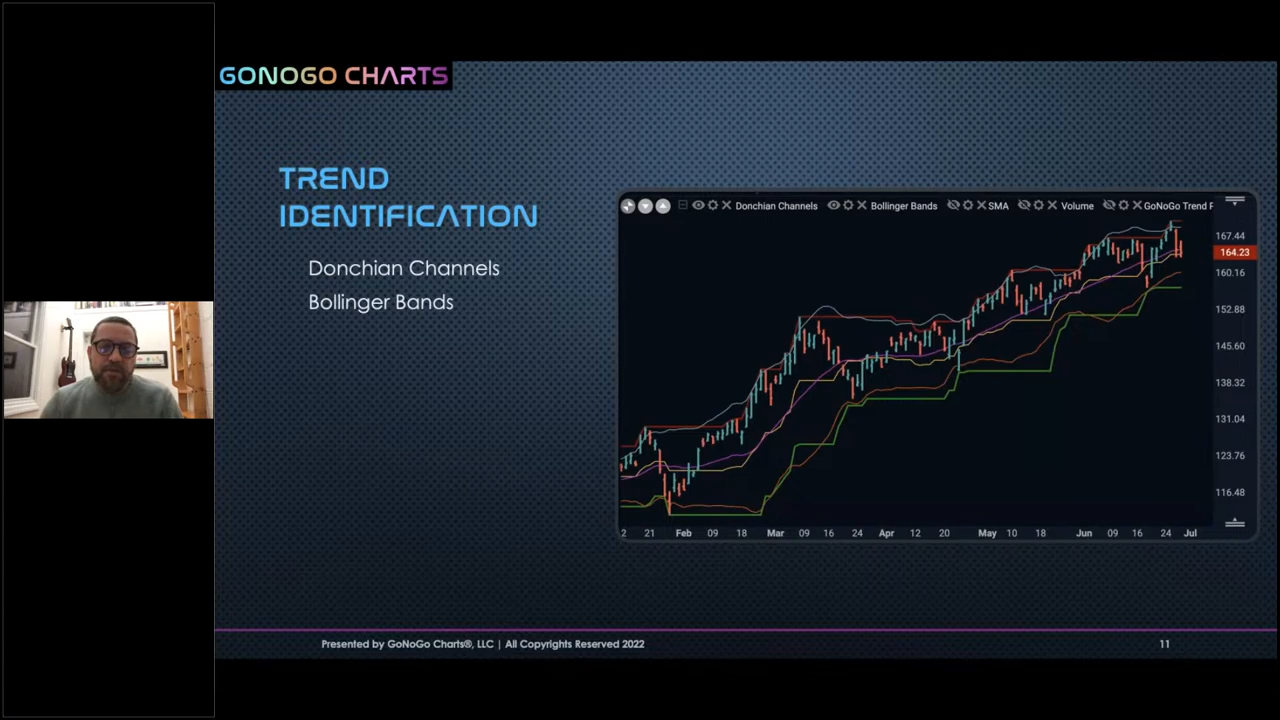 GONOGO CHARTS
TREND
IDENTIFICATION
Donchian Channels
Bollinger Bands
Donchian Channels Bollinger Bands SMA Volume GoNoGo Trend
167.44
164.23
160.16
152.88
145.60
138.32
131.04
123.76
116.48
2 21 Feb 09 18 Mar 09 16 24 Apr 12 20 May 10 18 Jun 09 16 24 Jul
Presented by GoNoGo Charts®, LLC | All Copyrights Reserved 2022
11